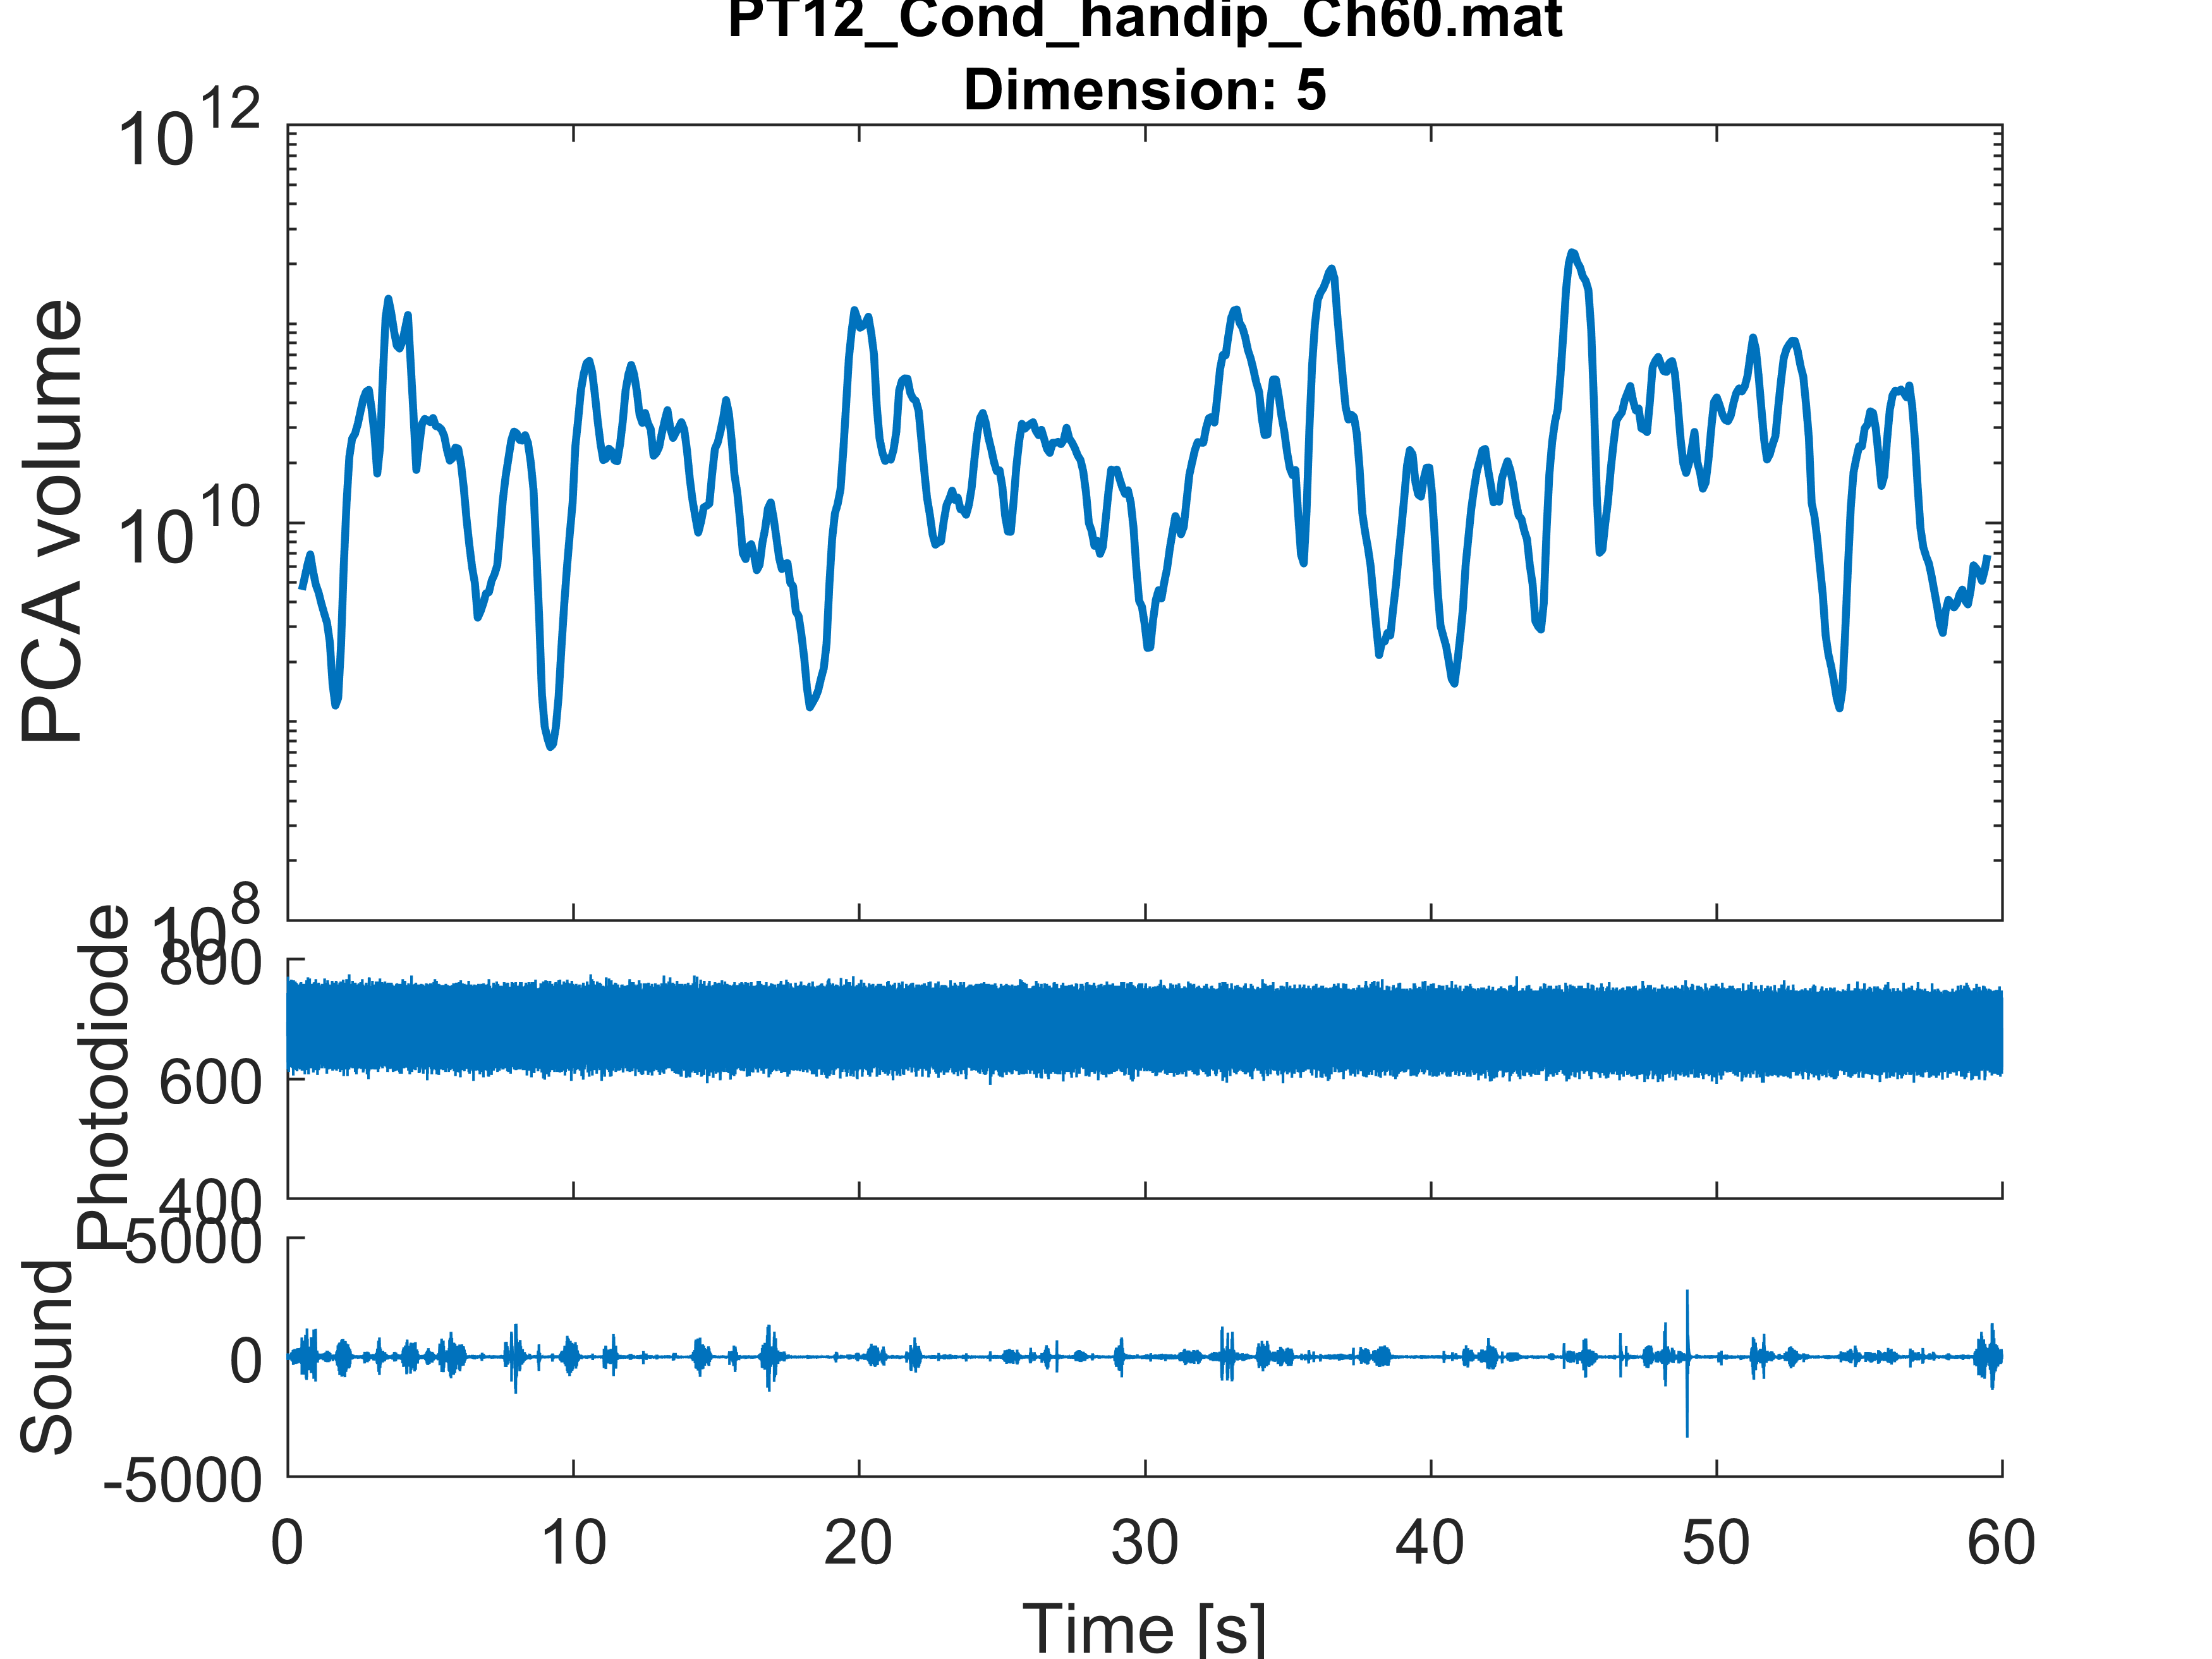 PT12_Cond_handip_Ch60.mat
Dimension: 5
10^12
10^10
10^8
PCA volume
800
600
400
Photodiode
5000
0
-5000
Sound
0 10 20 30 40 50 60
Time [s]